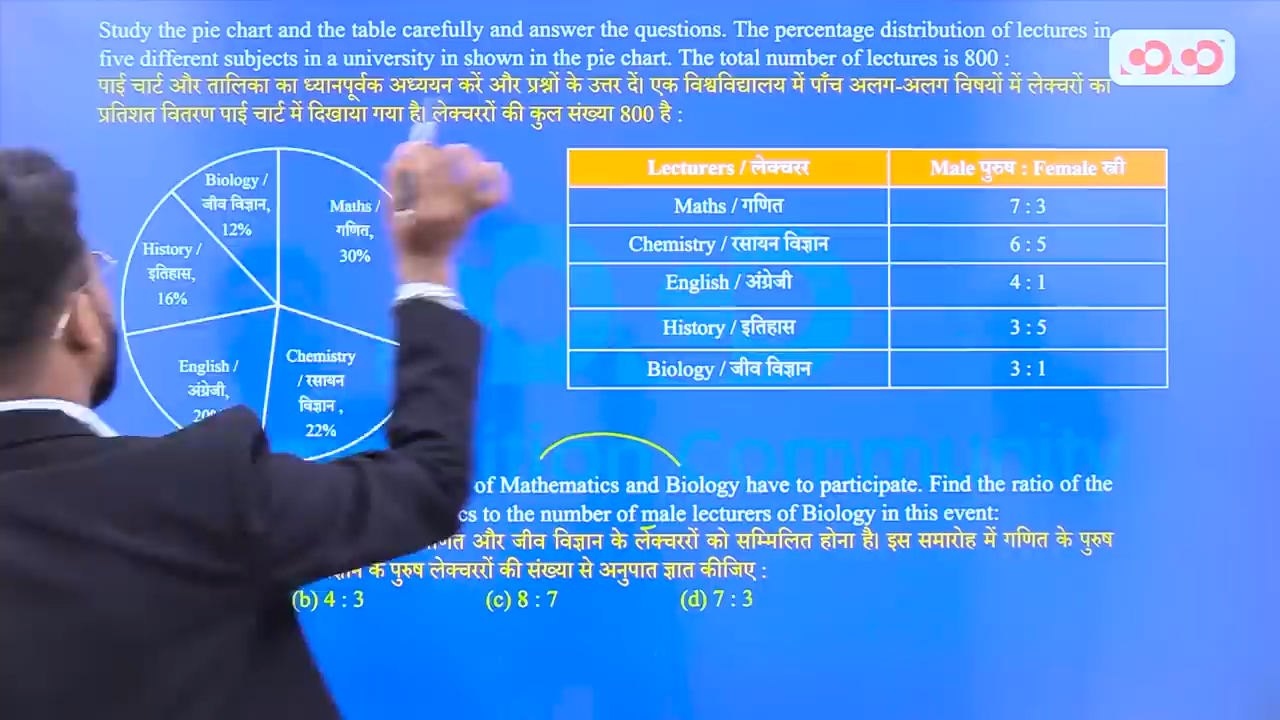 Study the pie chart and the table carefully and answer the questions. The percentage distribution of lectures in
five different subjects in a university in shown in the pie chart. The total number of lectures is 800 :
पाई चार्ट और तालिका का ध्यानपूर्वक अध्ययन करें और प्रश्नों के उत्तर दें। एक विश्वविद्यालय में पाँच अलग-अलग विषयों में लेक्चरों का
प्रतिशत वितरण पाई चार्ट में दिखाया गया है। लेक्चररों की कुल संख्या 800 है :
Biology /
जीव विज्ञान,
12%
Maths /
गणित,
30%
History /
इतिहास,
16%
English /
अंग्रेजी,
Chemistry
/ रसायन
विज्ञान ,
22%
Lecturers / लेक्चरर Male पुरुष : Female स्त्री
Maths / गणित 7 : 3
Chemistry / रसायन विज्ञान 6 : 5
English / अंग्रेजी 4 : 1
History / इतिहास 3 : 5
Biology / जीव विज्ञान 3 : 1
of Mathematics and Biology have to participate. Find the ratio of the
to the number of male lecturers of Biology in this event:
और जीव विज्ञान के लेक्चररों को सम्मिलित होना है। इस समारोह में गणित के पुरुष
के पुरुष लेक्चररों की संख्या से अनुपात ज्ञात कीजिए :
(b) 4 : 3 (c) 8 : 7 (d) 7 : 3